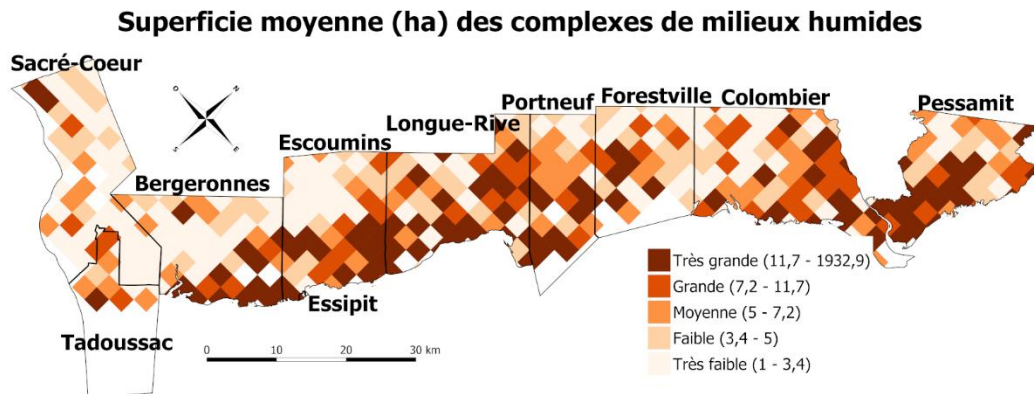 Superficie moyenne (ha) des complexes de milieux humides
Sacré-Coeur
O
N
S
E
Bergeronnes
Escoumins
Longue-Rive
Portneuf
Forestville
Colombier
Pessamit
Essipit
Tadoussac
0 10 20 30 km
Très grande (11,7 - 1932,9)
Grande (7,2 - 11,7)
Moyenne (5 - 7,2)
Faible (3,4 - 5)
Très faible (1 - 3,4)